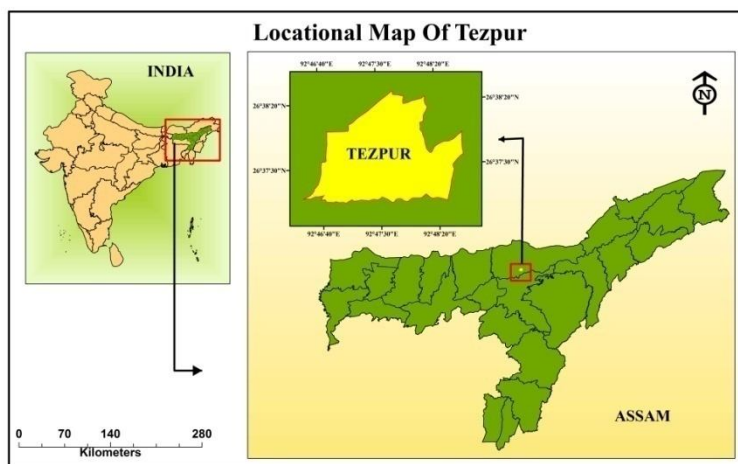 Locational Map Of Tezpur
INDIA
92°46'40"E 92°47'30"E 92°48'20"E
26°38'20"N
26°38'20"N
TEZPUR
26°37'30"N
26°37'30"N
92°46'40"E 92°47'30"E 92°48'20"E
N
ASSAM
0 70 140 280
Kilometers